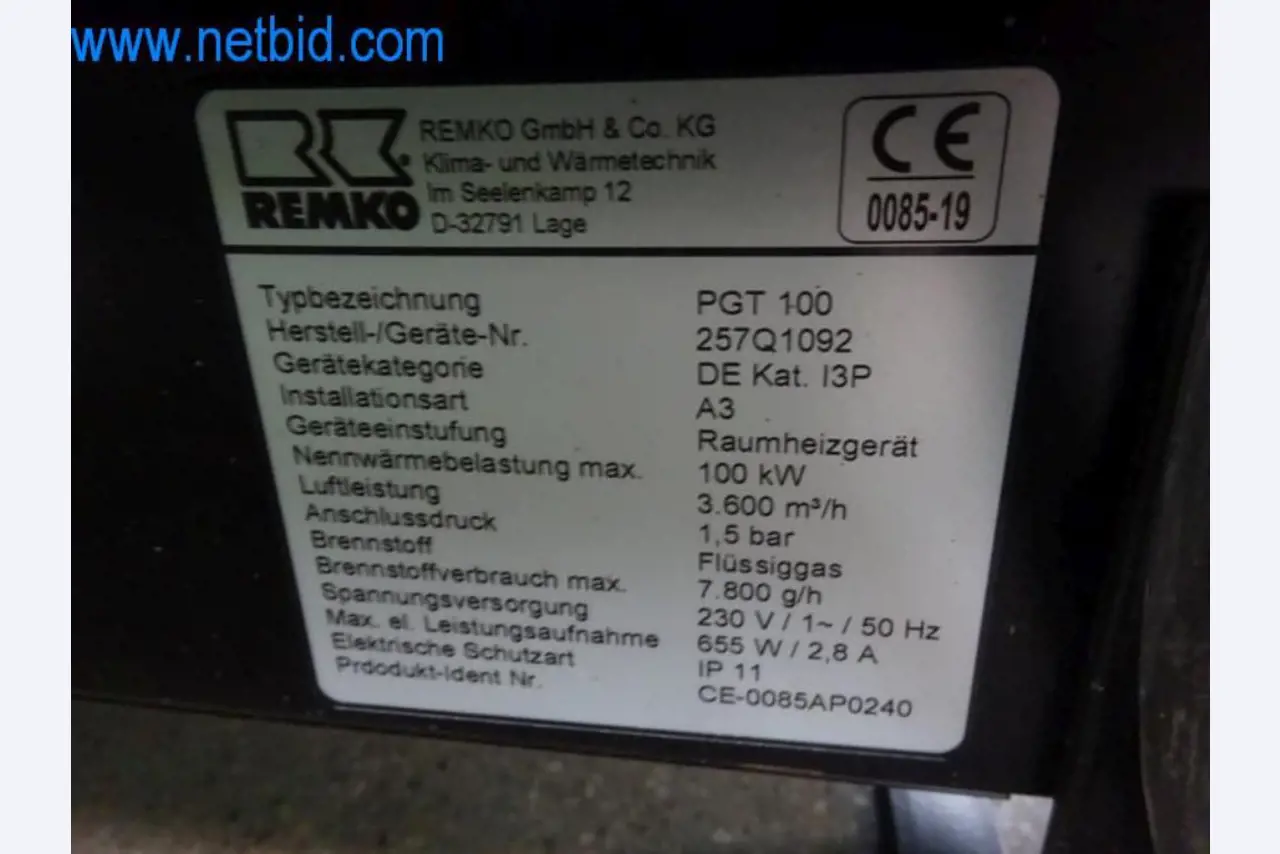 www.netbid.com
REMKO
REMKO GmbH & Co. KG
Klima- und Wärmetechnik
Im Seelenkamp 12
D-32791 Lage
CE
0085-19
Typbezeichnung PGT 100
Herstell-/Geräte-Nr. 257Q1092
Gerätekategorie DE Kat. I3P
Installationsart A3
Geräteeinstufung Raumheizgerät
Nennwärmebelastung max. 100 kW
Luftleistung 3.600 m³/h
Anschlussdruck 1,5 bar
Brennstoff Flüssiggas
Brennstoffverbrauch max. 7.800 g/h
Spannungsversorgung 230 V / 1~ / 50 Hz
Max. el. Leistungsaufnahme 655 W / 2,8 A
Elektrische Schutzart IP 11
Prdodukt-Ident Nr. CE-0085AP0240